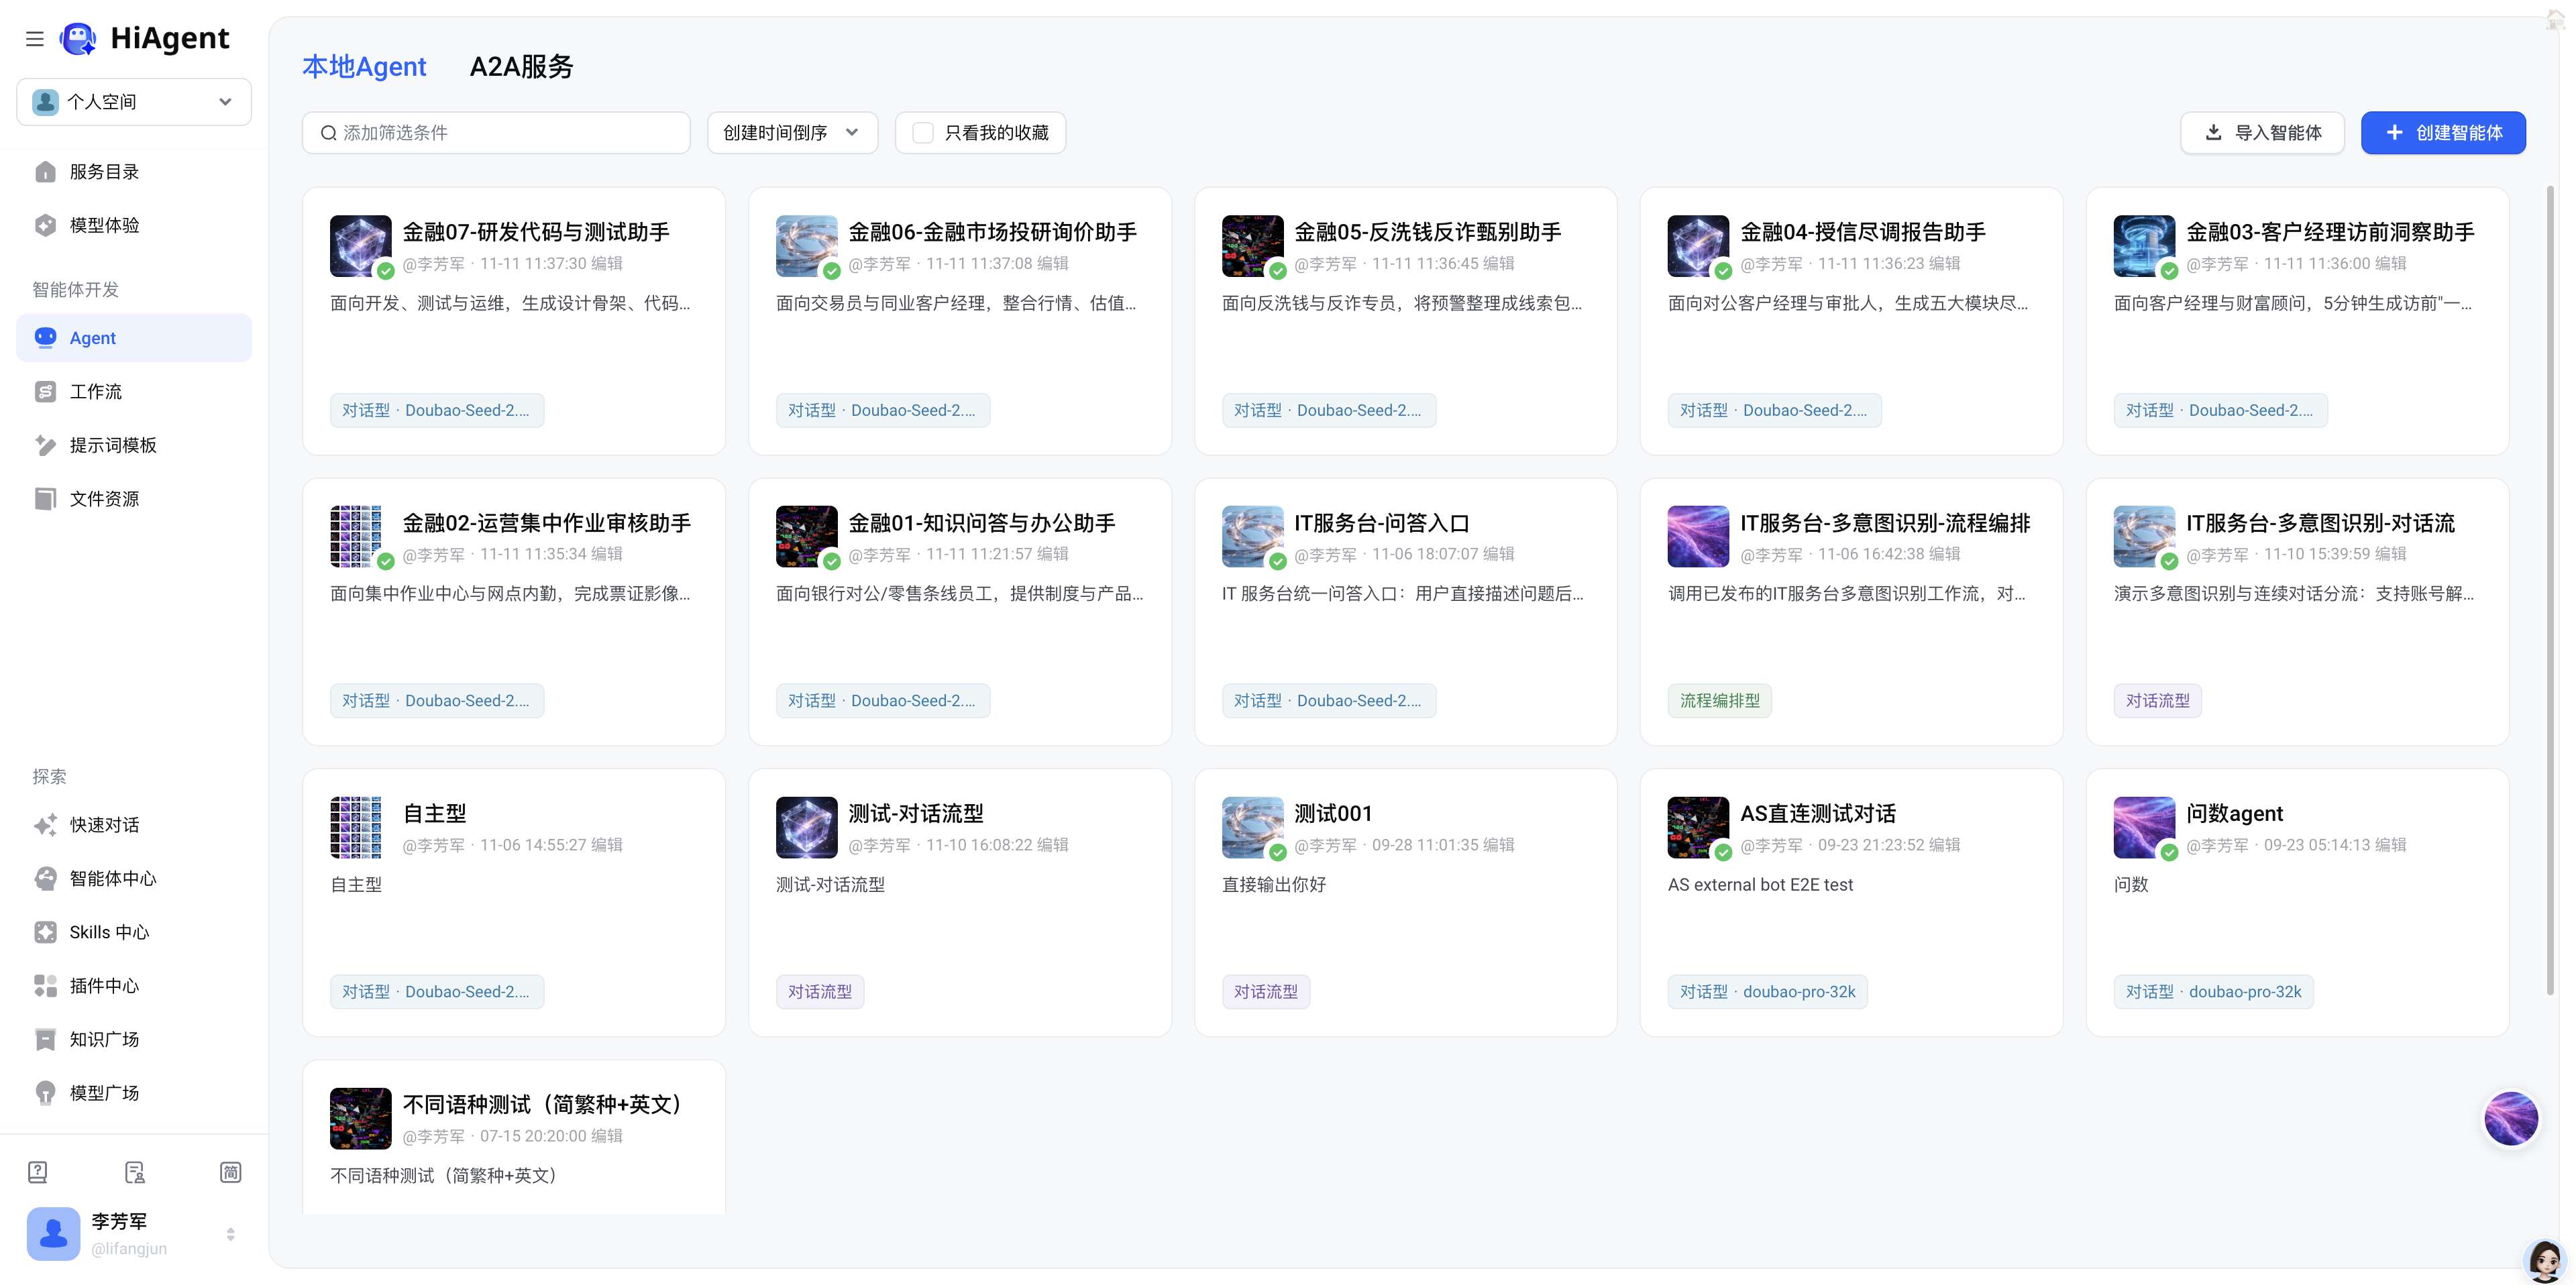 HiAgent
个人空间
服务目录
模型体验
智能体开发
Agent
工作流
提示词模板
文件资源
探索
快速对话
智能体中心
Skills 中心
插件中心
知识广场
模型广场
简
李芳军
@lifangjun
本地Agent A2A服务
添加筛选条件 创建时间倒序 只看我的收藏 导入智能体 创建智能体
金融07-研发代码与测试助手
@李芳军 · 11-11 11:37:30 编辑
面向开发、测试与运维，生成设计骨架、代码...
对话型 · Doubao-Seed-2....
金融06-金融市场投研询价助手
@李芳军 · 11-11 11:37:08 编辑
面向交易员与同业客户经理，整合行情、估值...
对话型 · Doubao-Seed-2....
金融05-反洗钱反诈甄别助手
@李芳军 · 11-11 11:36:45 编辑
面向反洗钱与反诈专员，将预警整理成线索包...
对话型 · Doubao-Seed-2....
金融04-授信尽调报告助手
@李芳军 · 11-11 11:36:23 编辑
面向对公客户经理与审批人，生成五大模块尽...
对话型 · Doubao-Seed-2....
金融03-客户经理访前洞察助手
@李芳军 · 11-11 11:36:00 编辑
面向客户经理与财富顾问，5分钟生成访前"一...
对话型 · Doubao-Seed-2....
金融02-运营集中作业审核助手
@李芳军 · 11-11 11:35:34 编辑
面向集中作业中心与网点内勤，完成票证影像...
对话型 · Doubao-Seed-2....
金融01-知识问答与办公助手
@李芳军 · 11-11 11:21:57 编辑
面向银行对公/零售条线员工，提供制度与产品...
对话型 · Doubao-Seed-2....
IT服务台-问答入口
@李芳军 · 11-06 18:07:07 编辑
IT 服务台统一问答入口：用户直接描述问题后...
对话型 · Doubao-Seed-2....
IT服务台-多意图识别-流程编排
@李芳军 · 11-06 16:42:38 编辑
调用已发布的IT服务台多意图识别工作流，对...
流程编排型
IT服务台-多意图识别-对话流
@李芳军 · 11-10 15:39:59 编辑
演示多意图识别与连续对话分流：支持账号解...
对话流型
自主型
@李芳军 · 11-06 14:55:27 编辑
自主型
对话型 · Doubao-Seed-2....
测试-对话流型
@李芳军 · 11-10 16:08:22 编辑
测试-对话流型
对话流型
测试001
@李芳军 · 09-28 11:01:35 编辑
直接输出你好
对话流型
AS直连测试对话
@李芳军 · 09-23 21:23:52 编辑
AS external bot E2E test
对话型 · doubao-pro-32k
问数agent
@李芳军 · 09-23 05:14:13 编辑
问数
对话型 · doubao-pro-32k
不同语种测试（简繁种+英文）
@李芳军 · 07-15 20:20:00 编辑
不同语种测试（简繁种+英文）